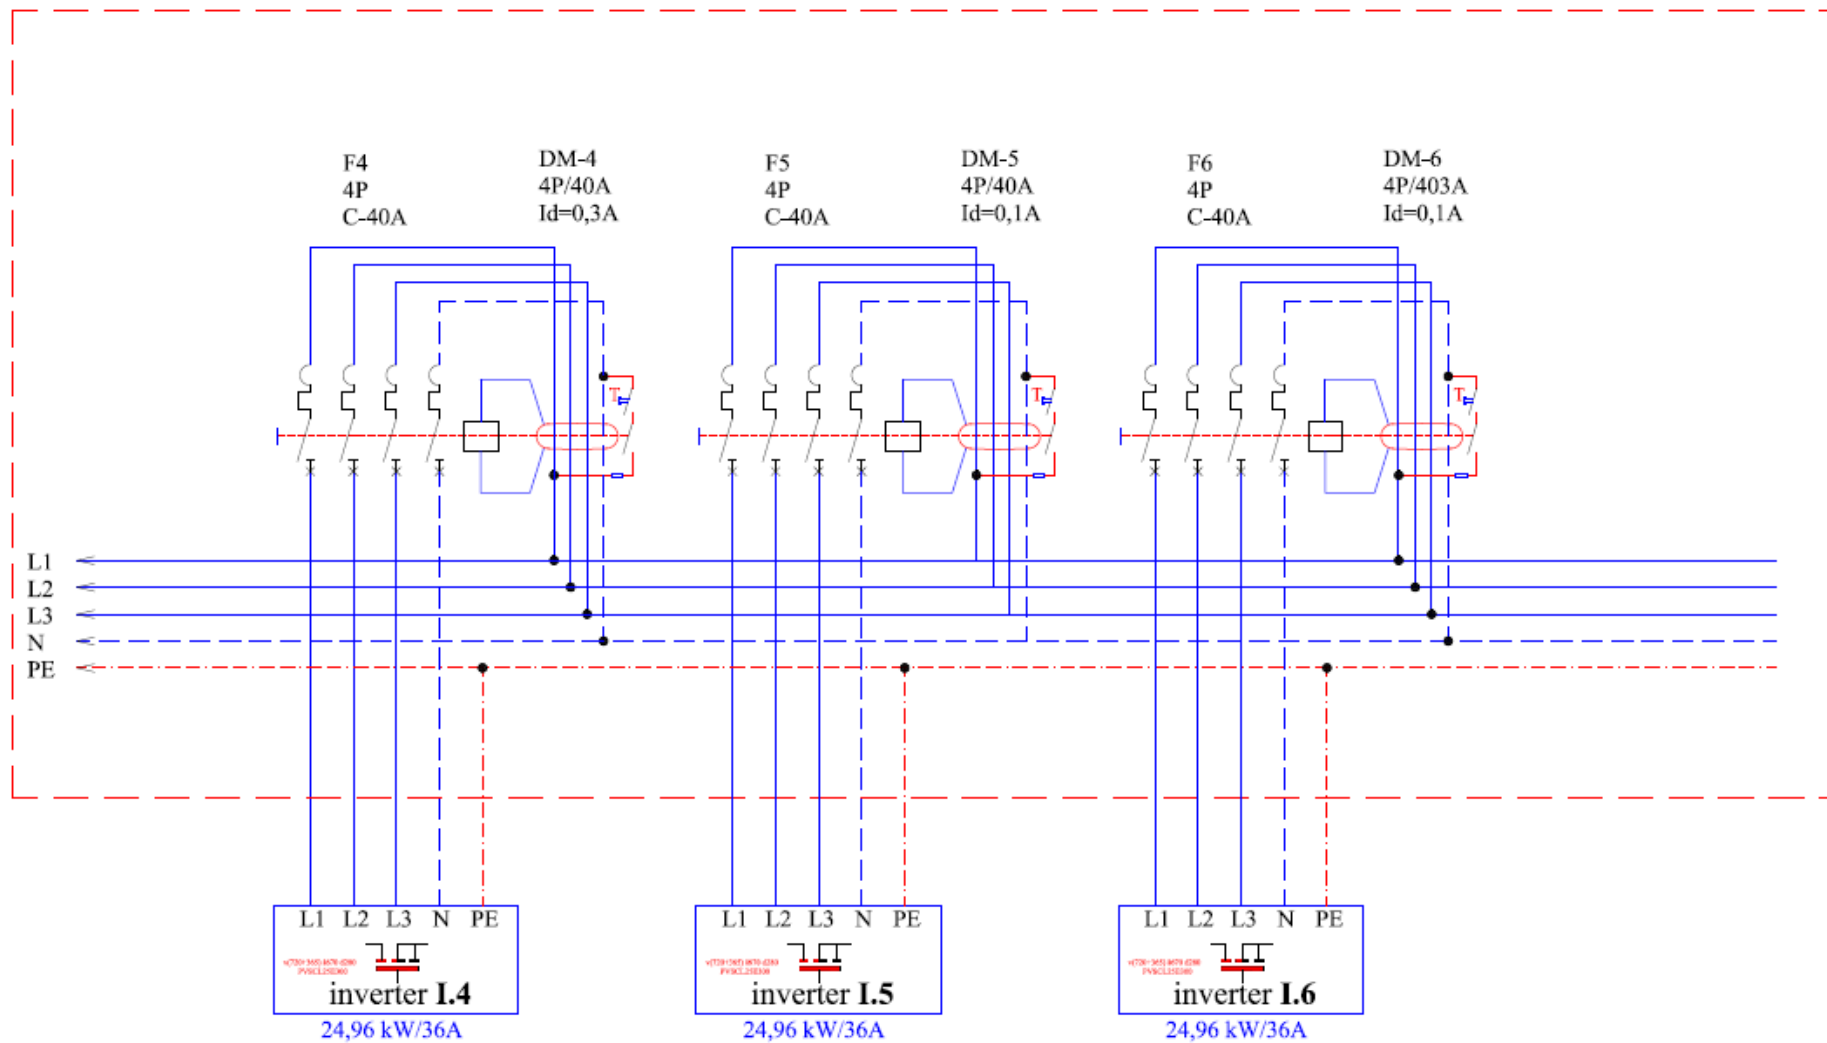 F4
4P
C-40A
DM-4
4P/40A
Id=0,3A
F5
4P
C-40A
DM-5
4P/40A
Id=0,1A
F6
4P
C-40A
DM-6
4P/403A
Id=0,1A
T
T
T
L1
L2
L3
N
PE
L1 L2 L3 N PE
inverter I.4
24,96 kW/36A
L1 L2 L3 N PE
inverter I.5
24,96 kW/36A
L1 L2 L3 N PE
inverter I.6
24,96 kW/36A